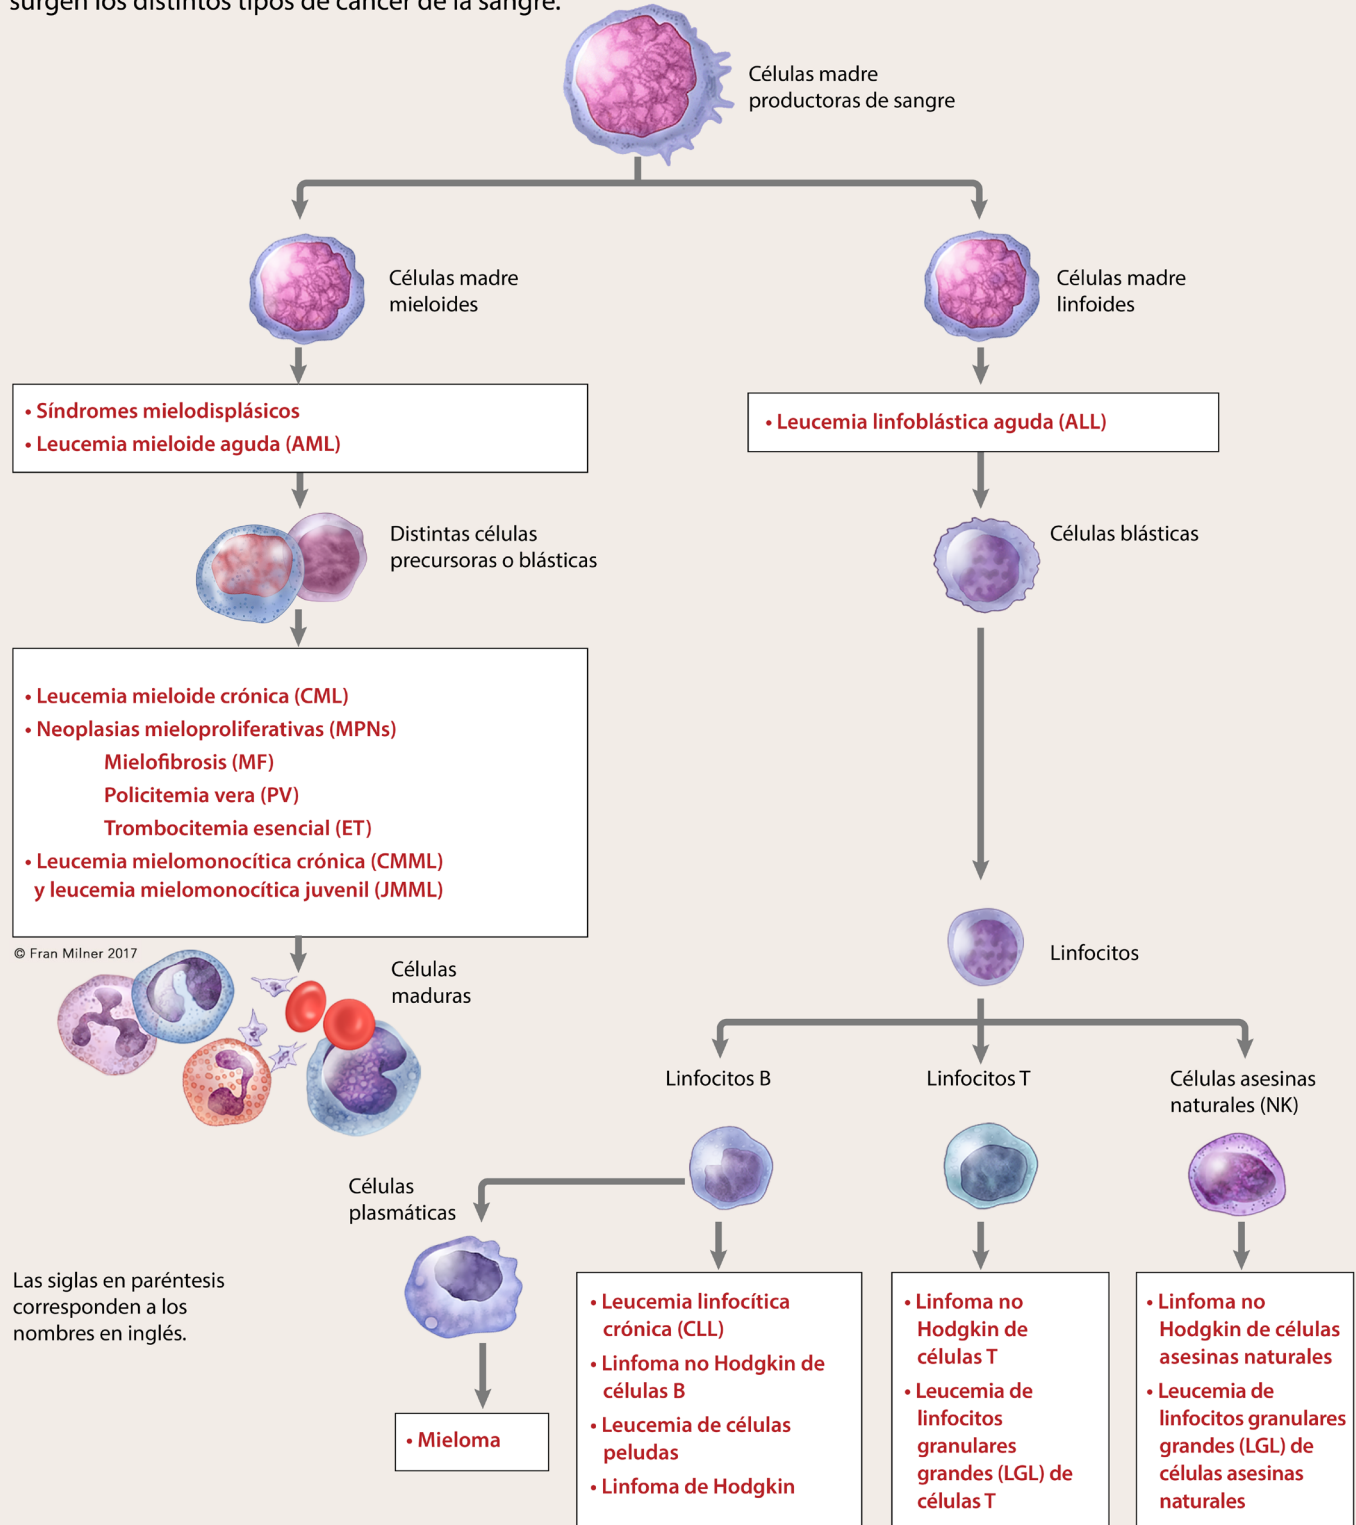 surgen los distintos tipos de cáncer de la sangre.
Células madre
productoras de sangre
Células madre
mieloides
Células madre
linfoides
• Síndromes mielodisplásicos
• Leucemia mieloide aguda (AML)
• Leucemia linfoblástica aguda (ALL)
Distintas células
precursoras o blásticas
Células blásticas
• Leucemia mieloide crónica (CML)
• Neoplasias mieloproliferativas (MPNs)
Mielofibrosis (MF)
Policitemia vera (PV)
Trombocitemia esencial (ET)
• Leucemia mielomonocítica crónica (CMML)
y leucemia mielomonocítica juvenil (JMML)
© Fran Milner 2017
Células
maduras
Linfocitos
Linfocitos B
Linfocitos T
Células asesinas
naturales (NK)
Células
plasmáticas
Las siglas en paréntesis
corresponden a los
nombres en inglés.
• Mieloma
• Leucemia linfocítica
crónica (CLL)
• Linfoma no Hodgkin de
células B
• Leucemia de células
peludas
• Linfoma de Hodgkin
• Linfoma no
Hodgkin de
células T
• Leucemia de
linfocitos
granulares
grandes (LGL) de
células T
• Linfoma no
Hodgkin de células
asesinas naturales
• Leucemia de
linfocitos granulares
grandes (LGL) de
células asesinas
naturales